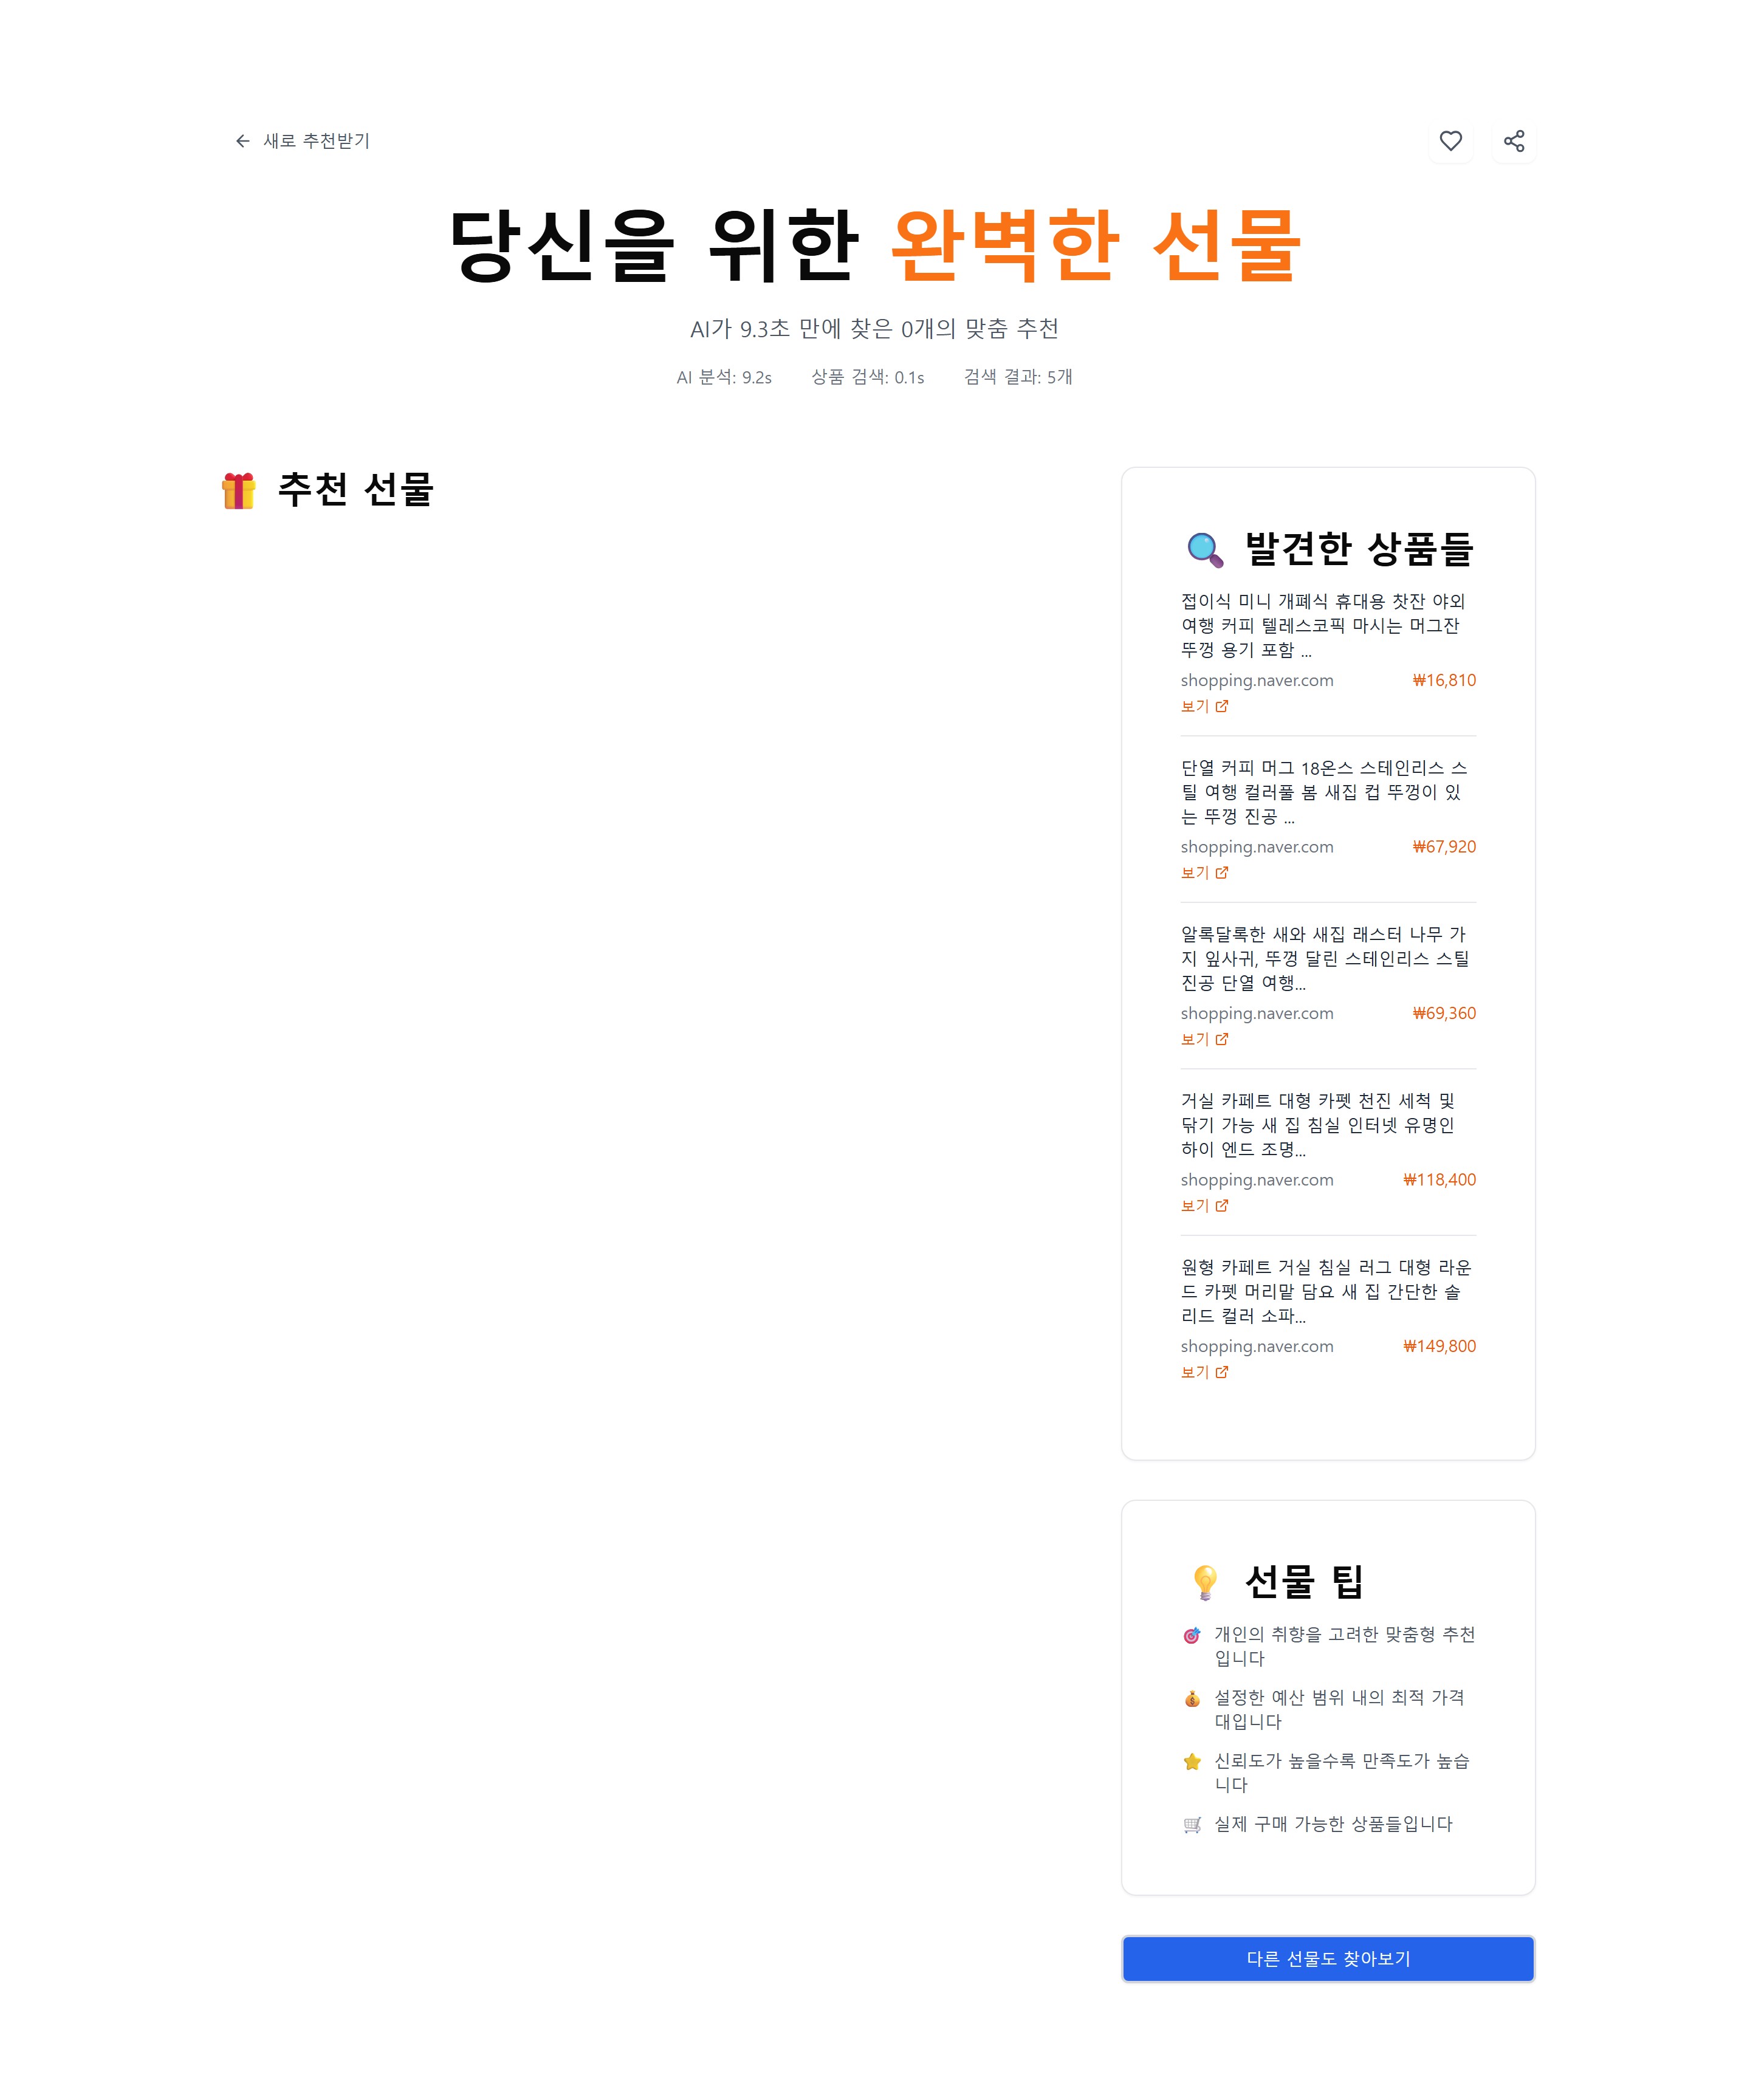 새로 추천받기
당신을 위한 완벽한 선물
AI가 9.3초 만에 찾은 0개의 맞춤 추천
AI 분석: 9.2s 상품 검색: 0.1s 검색 결과: 5개
추천 선물
발견한 상품들
접이식 미니 개폐식 휴대용 찻잔 야외
여행 커피 텔레스코픽 마시는 머그잔
뚜껑 용기 포함 ...
shopping.naver.com ₩16,810
보기
단열 커피 머그 18온스 스테인리스 스
틸 여행 컬러풀 봄 새집 컵 뚜껑이 있
는 뚜껑 진공 ...
shopping.naver.com ₩67,920
보기
알록달록한 새와 새집 래스터 나무 가
지 잎사귀, 뚜껑 달린 스테인리스 스틸
진공 단열 여행...
shopping.naver.com ₩69,360
보기
거실 카페트 대형 카펫 천진 세척 및
닦기 가능 새 집 침실 인터넷 유명인
하이 엔드 조명...
shopping.naver.com ₩118,400
보기
원형 카페트 거실 침실 러그 대형 라운
드 카펫 머리맡 담요 새 집 간단한 솔
리드 컬러 소파...
shopping.naver.com ₩149,800
보기
선물 팁
개인의 취향을 고려한 맞춤형 추천
입니다
설정한 예산 범위 내의 최적 가격
대입니다
신뢰도가 높을수록 만족도가 높습
니다
실제 구매 가능한 상품들입니다
다른 선물도 찾아보기